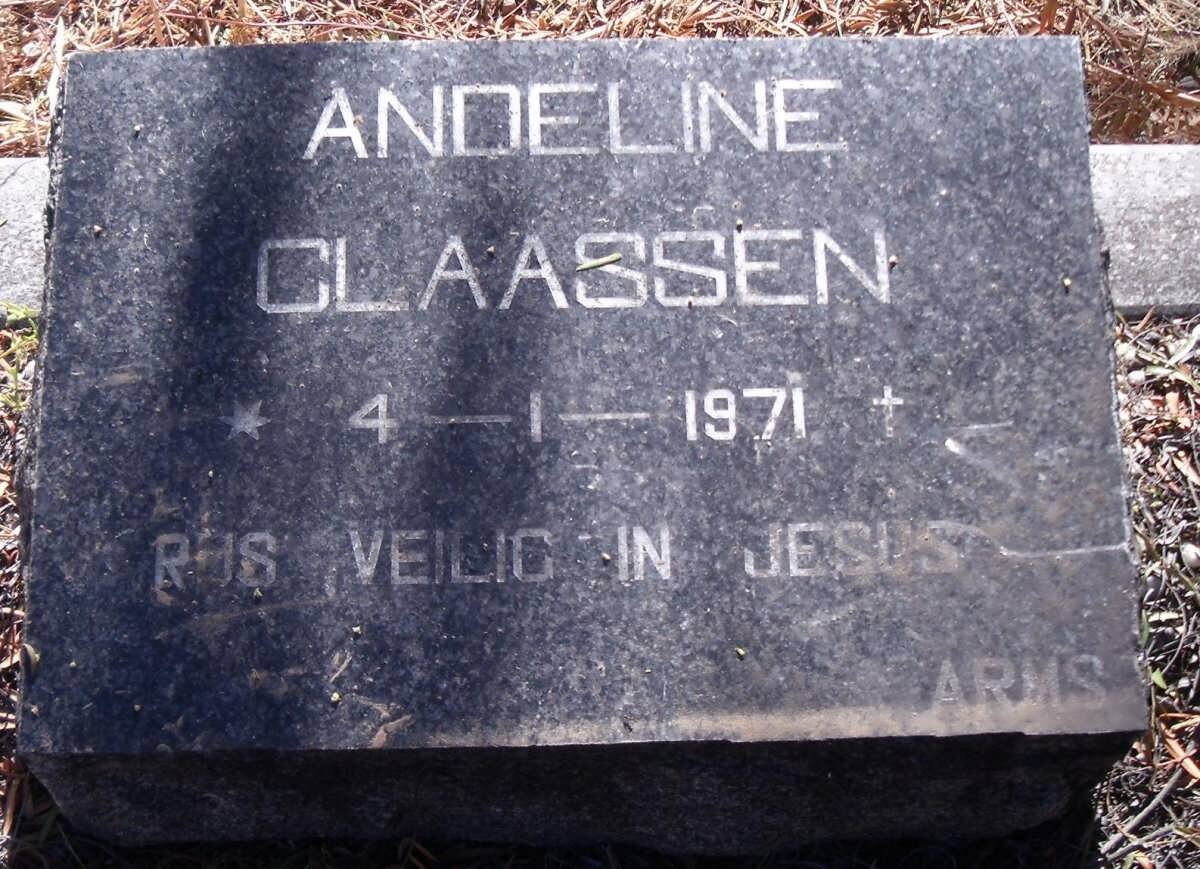 ANDELINE
CLAASSEN
* 4 — 1 — 1971 †
RUS VEILIG IN JESUS
ARMS